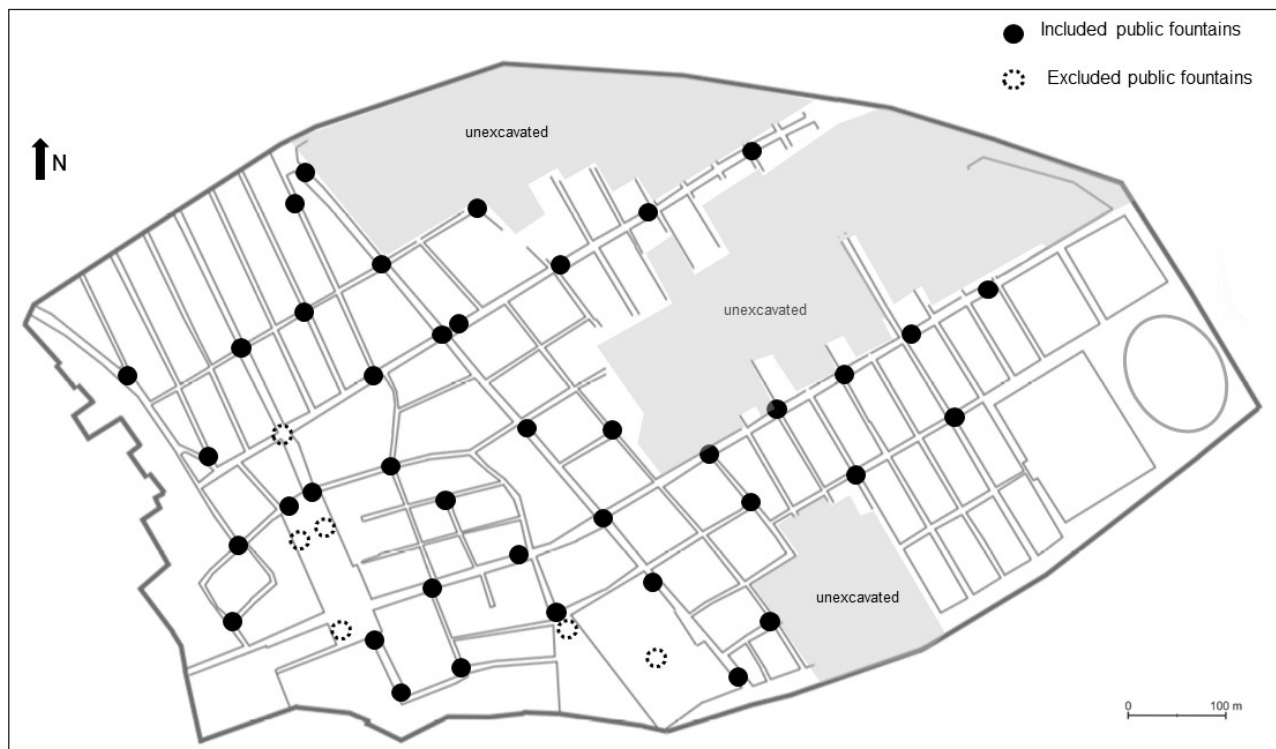 Included public fountains
Excluded public fountains
unexcavated
N
unexcavated
unexcavated
0 100 m